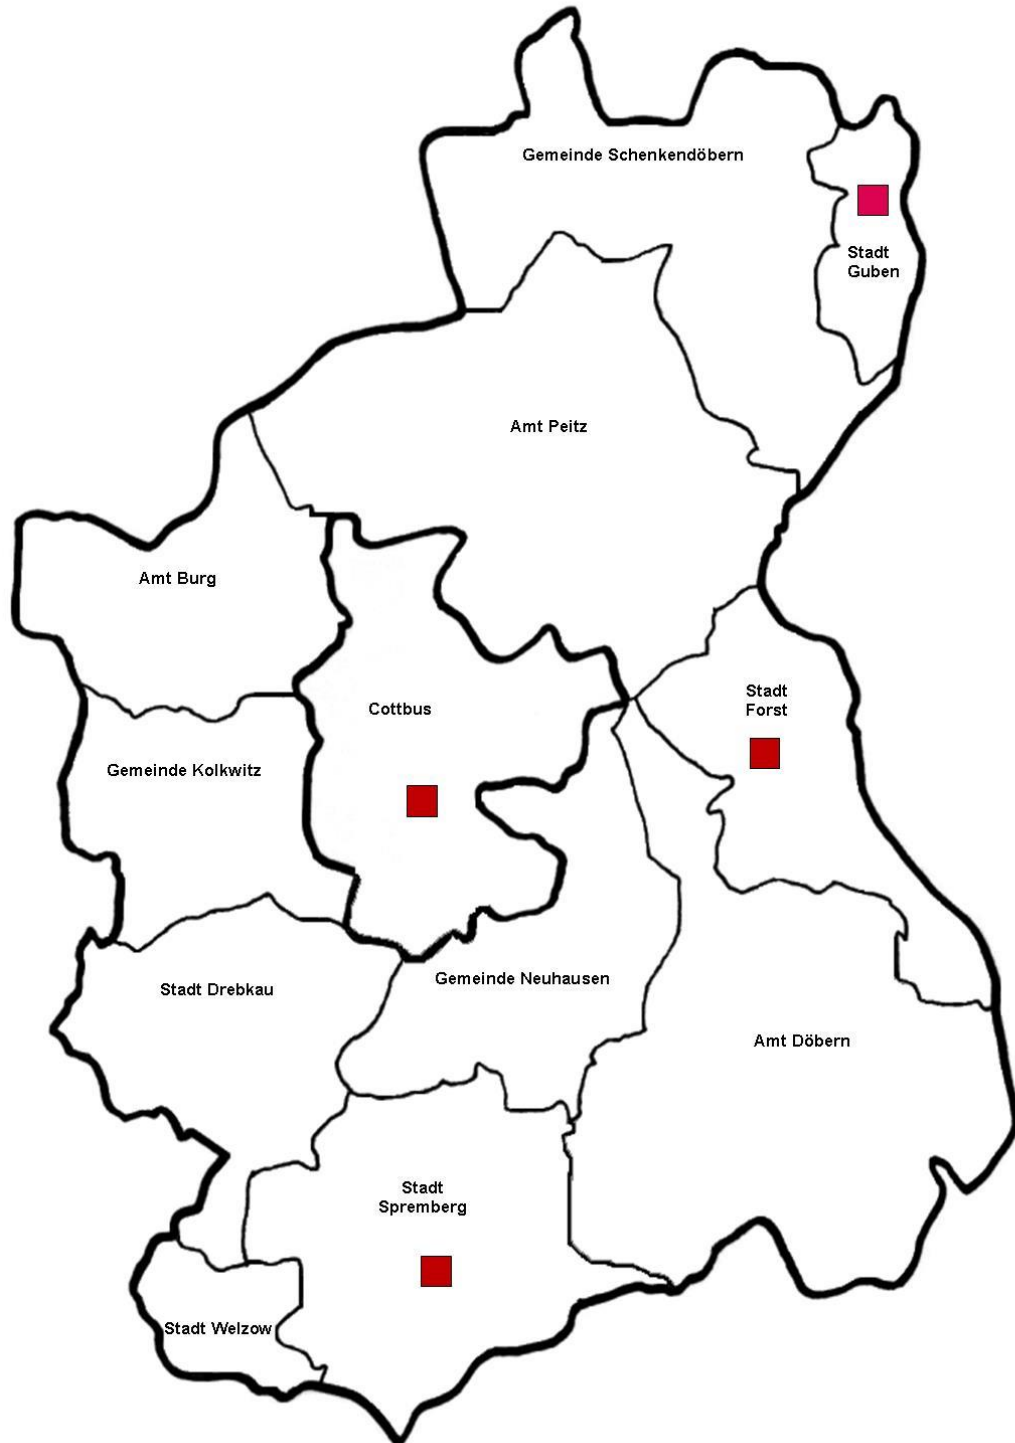 Gemeinde Schenkendöbern
Stadt
Guben
Amt Peitz
Amt Burg
Stadt
Forst
Cottbus
Gemeinde Kolkwitz
Gemeinde Neuhausen
Stadt Drebkau
Amt Döbern
Stadt
Spremberg
Stadt Welzow